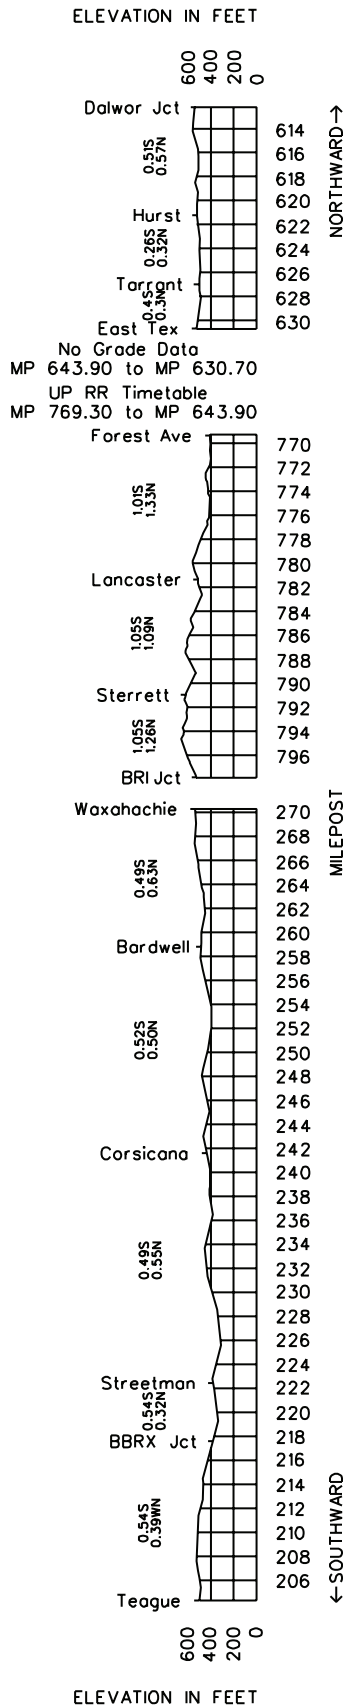 ELEVATION IN FEET
600 400 200 0
Dalwor Jct
614
0.51S
0.57N
616
618
620
Hurst
622
0.26S
0.32N
624
626
Tarrant
628
0.4S
0.3N
630
East Tex
NORTHWARD→
No Grade Data
MP 643.90 to MP 630.70
UP RR Timetable
MP 769.30 to MP 643.90
Forest Ave
770
772
1.01S
1.33N
774
776
778
780
Lancaster
782
784
1.05S
1.09N
786
788
790
Sterrett
792
1.05S
1.26N
794
796
BRI Jct
MILEPOST
Waxahachie
270
268
266
0.49S
0.63N
264
262
260
Bardwell
258
256
254
0.52S
0.50N
252
250
248
246
244
Corsicana
242
240
238
236
234
0.49S
0.55N
232
230
228
226
224
Streetman
222
0.54S
0.32N
220
BBRX Jct
218
216
214
212
0.54S
0.39WN
210
208
206
Teague
←SOUTHWARD
600 400 200 0
ELEVATION IN FEET